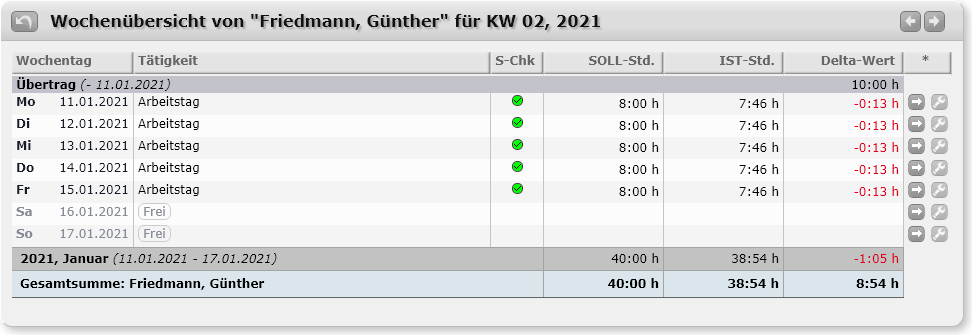 Wochenübersicht von "Friedmann, Günther" für KW 02, 2021
Wochentag Tätigkeit S-Chk SOLL-Std. IST-Std. Delta-Wert *
Übertrag (- 11.01.2021) 10:00 h
Mo 11.01.2021 Arbeitstag 8:00 h 7:46 h -0:13 h
Di 12.01.2021 Arbeitstag 8:00 h 7:46 h -0:13 h
Mi 13.01.2021 Arbeitstag 8:00 h 7:46 h -0:13 h
Do 14.01.2021 Arbeitstag 8:00 h 7:46 h -0:13 h
Fr 15.01.2021 Arbeitstag 8:00 h 7:46 h -0:13 h
Sa 16.01.2021 Frei
So 17.01.2021 Frei
2021, Januar (11.01.2021 - 17.01.2021) 40:00 h 38:54 h -1:05 h
Gesamtsumme: Friedmann, Günther 40:00 h 38:54 h 8:54 h